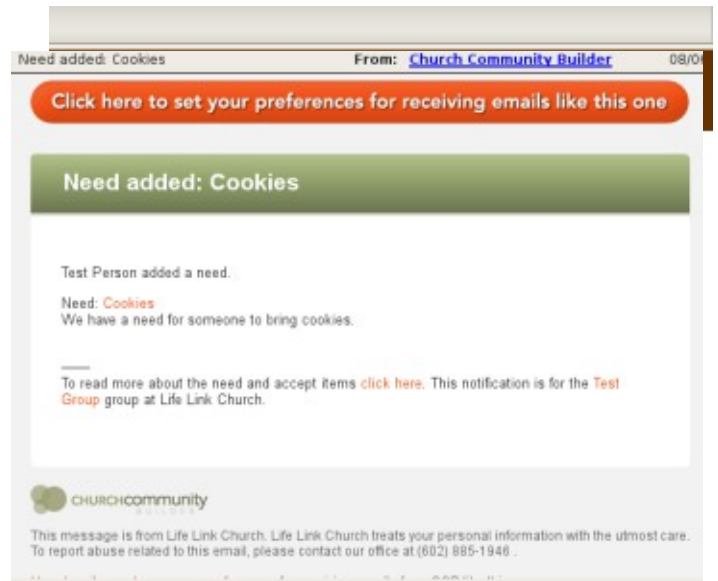 Need added: Cookies From: Church Community Builder 08/0
Click here to set your preferences for receiving emails like this one
Need added: Cookies
Test Person added a need.
Need: Cookies
We have a need for someone to bring cookies.
To read more about the need and accept items click here. This notification is for the Test
Group group at Life Link Church.
CHURCHcommunity
BUILDER
This message is from Life Link Church. Life Link Church treats your personal information with the utmost care.
To report abuse related to this email, please contact our office at (602) 885-1946 .